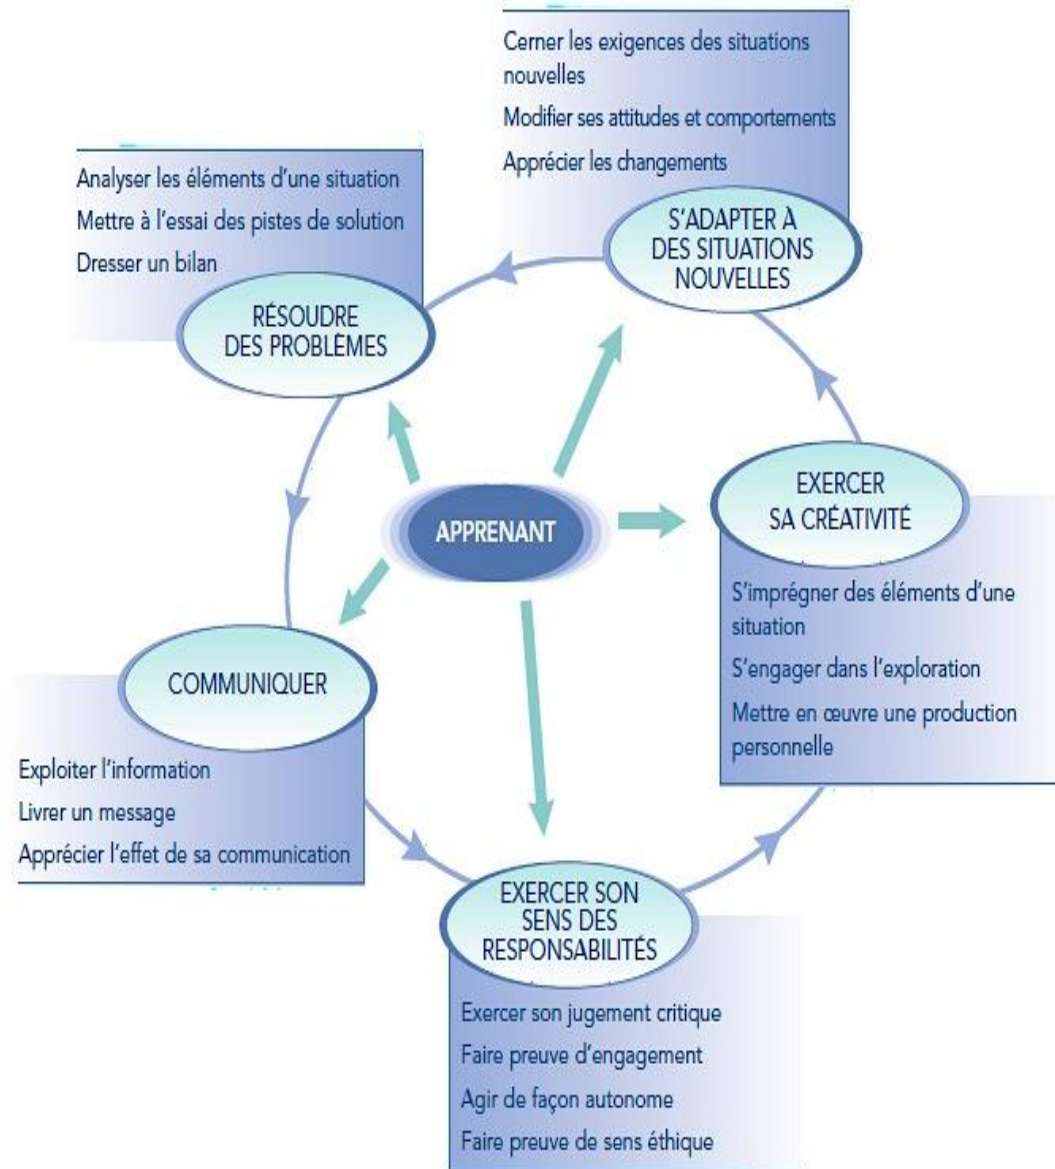 Cerner les exigences des situations
nouvelles
Modifier ses attitudes et comportements
Apprécier les changements
S'ADAPTER À
DES SITUATIONS
NOUVELLES
Analyser les éléments d'une situation
Mettre à l'essai des pistes de solution
Dresser un bilan
RÉSOUDRE
DES PROBLÈMES
APPRENANT
EXERCER
SA CRÉATIVITÉ
S'imprégner des éléments d'une
situation
S'engager dans l'exploration
Mettre en œuvre une production
personnelle
COMMUNIQUER
Exploiter l'information
Livrer un message
Apprécier l'effet de sa communication
EXERCER SON
SENS DES
RESPONSABILITÉS
Exercer son jugement critique
Faire preuve d'engagement
Agir de façon autonome
Faire preuve de sens éthique